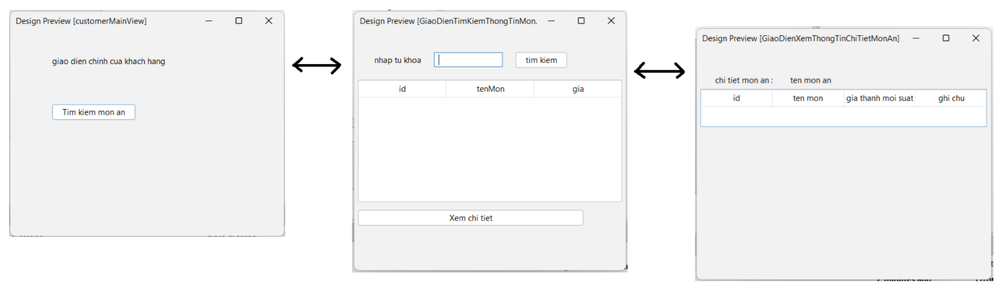 Design Preview [customerMainView]
giao dien chinh cua khach hang
Tim kiem mon an
Design Preview [GiaoDienTimKiemThongTinMon.
nhap tu khoa
tim kiem
id tenMon gia
Xem chi tiet
Design Preview [GiaoDienXemThongTinChiTietMonAn]
chi tiet mon an : ten mon an
id ten mon gia thanh moi suat ghi chu